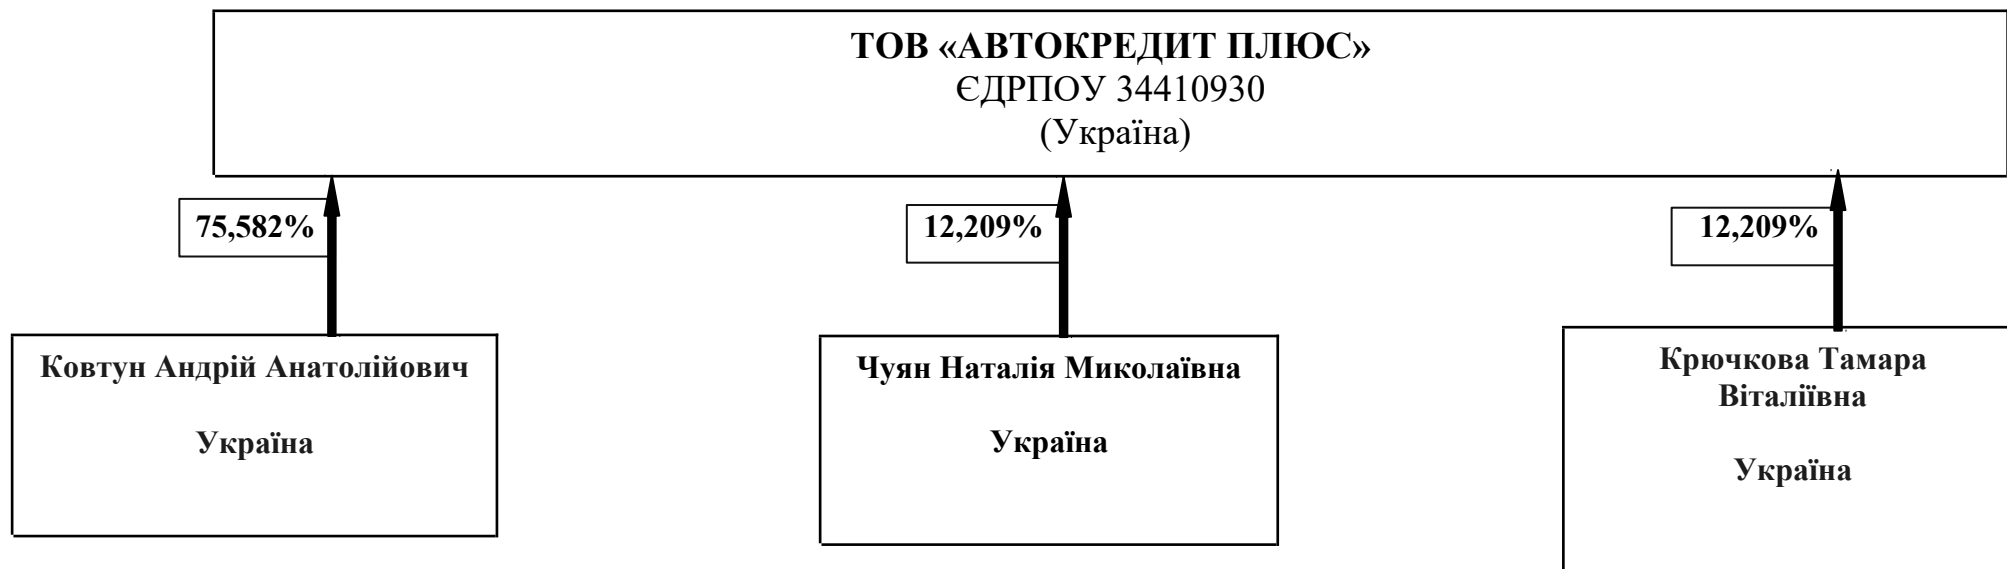 ТОВ «АВТОКРЕДИТ ПЛЮС»
ЄДРПОУ 34410930
(Україна)
75,582%
12,209%
12,209%
Ковтун Андрій Анатолійович
Україна
Чуян Наталія Миколаївна
Україна
Крючкова Тамара
Віталіївна
Україна